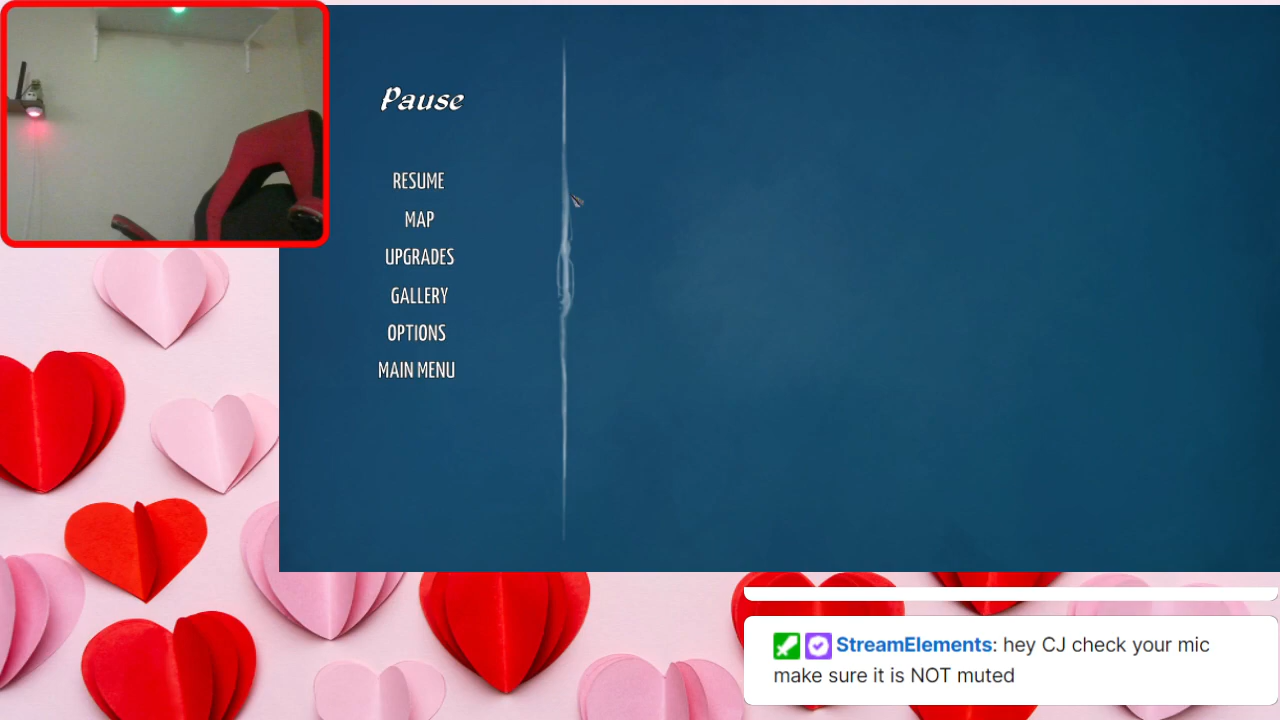 Pause
RESUME
MAP
UPGRADES
GALLERY
OPTIONS
MAIN MENU
StreamElements: hey CJ check your mic
make sure it is NOT muted